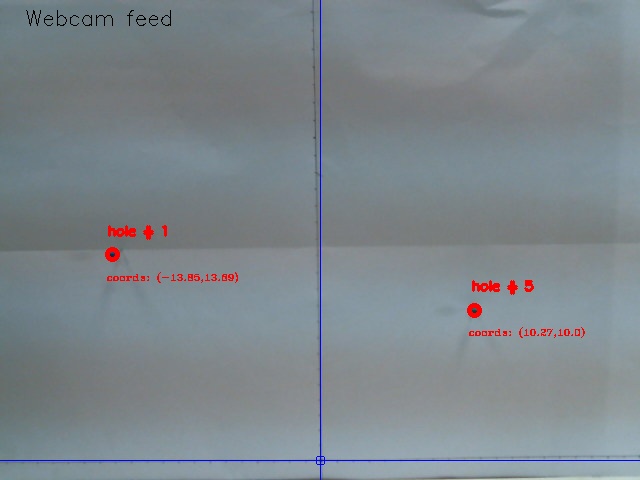 Webcam feed
hole # 1
coords: (-13.85,13.69)
hole # 5
coords: (10.27,10.0)